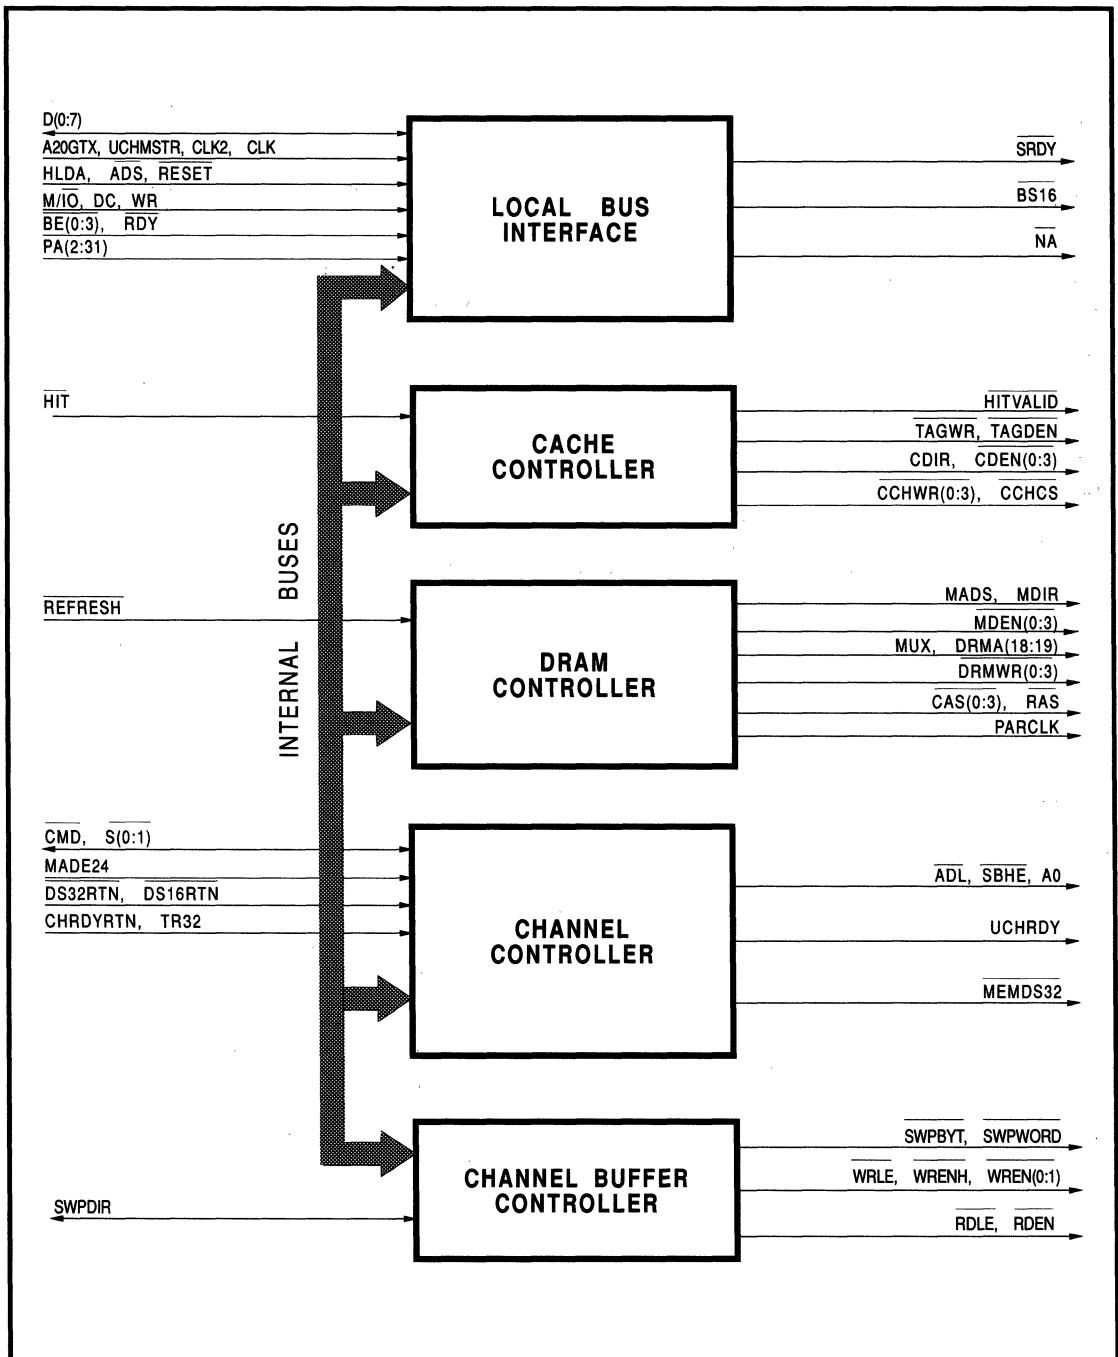 D(0:7)
A20GTX, UCHMSTR, CLK2, CLK
HLDA, ADS, RESET
M/IO, DC, WR
BE(0:3), RDY
PA(2:31)
LOCAL BUS
INTERFACE
SRDY
BS16
NA
HIT
CACHE
CONTROLLER
HITVALID
TAGWR, TAGDEN
CDIR, CDEN(0:3)
CCHWR(0:3), CCHCS
INTERNAL BUSES
REFRESH
DRAM
CONTROLLER
MADS, MDIR
MDEN(0:3)
MUX, DRMA(18:19)
DRMWR(0:3)
CAS(0:3), RAS
PARCLK
CMD, S(0:1)
MADE24
DS32RTN, DS16RTN
CHRDYRTN, TR32
CHANNEL
CONTROLLER
ADL, SBHE, A0
UCHRDY
MEMDS32
SWPDIR
CHANNEL BUFFER
CONTROLLER
SWPBYT, SWPWORD
WRLE, WRENH, WREN(0:1)
RDLE, RDEN